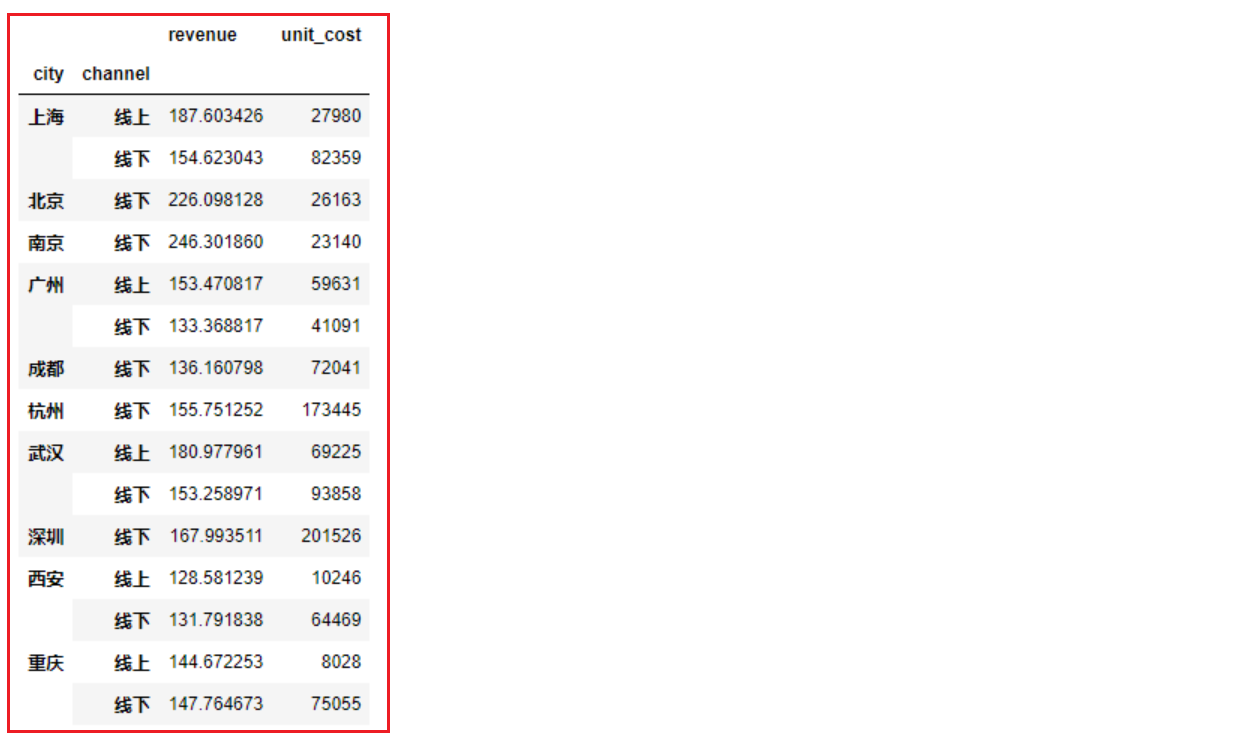 revenue unit_cost
city channel
上海 线上 187.603426 27980
线下 154.623043 82359
北京 线下 226.098128 26163
南京 线下 246.301860 23140
广州 线上 153.470817 59631
线下 133.368817 41091
成都 线下 136.160798 72041
杭州 线下 155.751252 173445
武汉 线上 180.977961 69225
线下 153.258971 93858
深圳 线下 167.993511 201526
西安 线上 128.581239 10246
线下 131.791838 64469
重庆 线上 144.672253 8028
线下 147.764673 75055